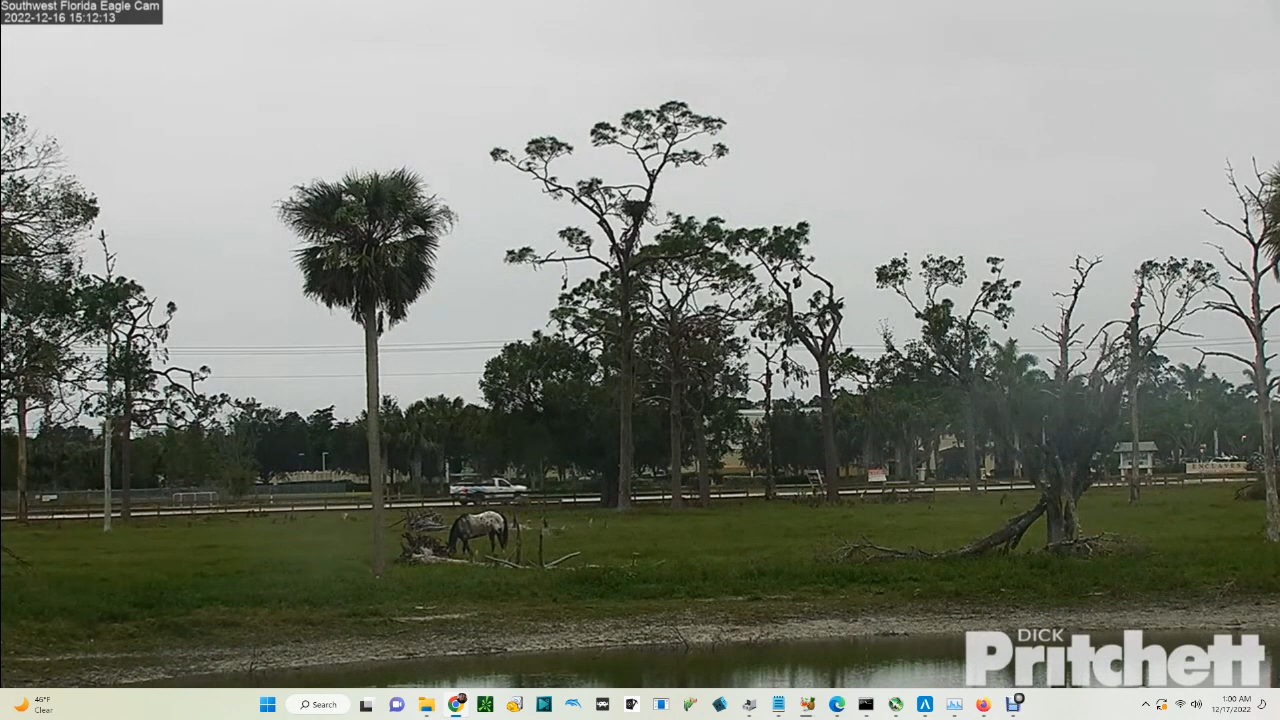 Southwest Florida Eagle Cam
2022-12-16 15:12:13
DICK
Pritchett
46°F
Clear
Search
1:00 AM
12/17/2022